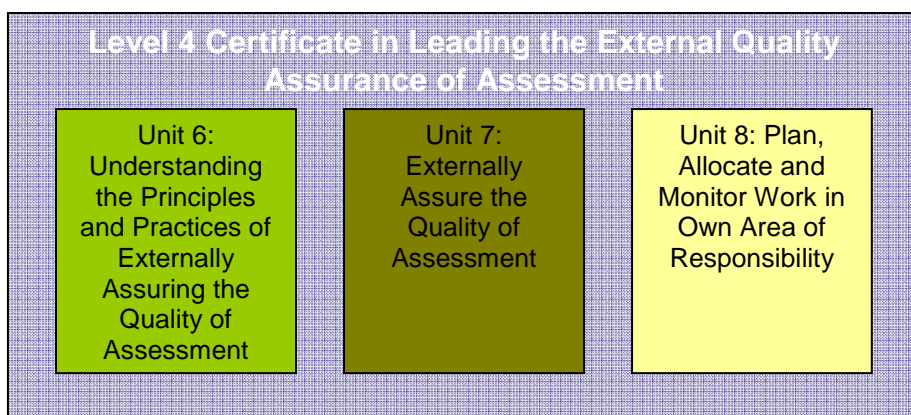 Level 4 Certificate in Leading the External Quality
Assurance of Assessment
Unit 6:
Understanding
the Principles
and Practices of
Externally
Assuring the
Quality of
Assessment
Unit 7:
Externally
Assure the
Quality of
Assessment
Unit 8: Plan,
Allocate and
Monitor Work in
Own Area of
Responsibility